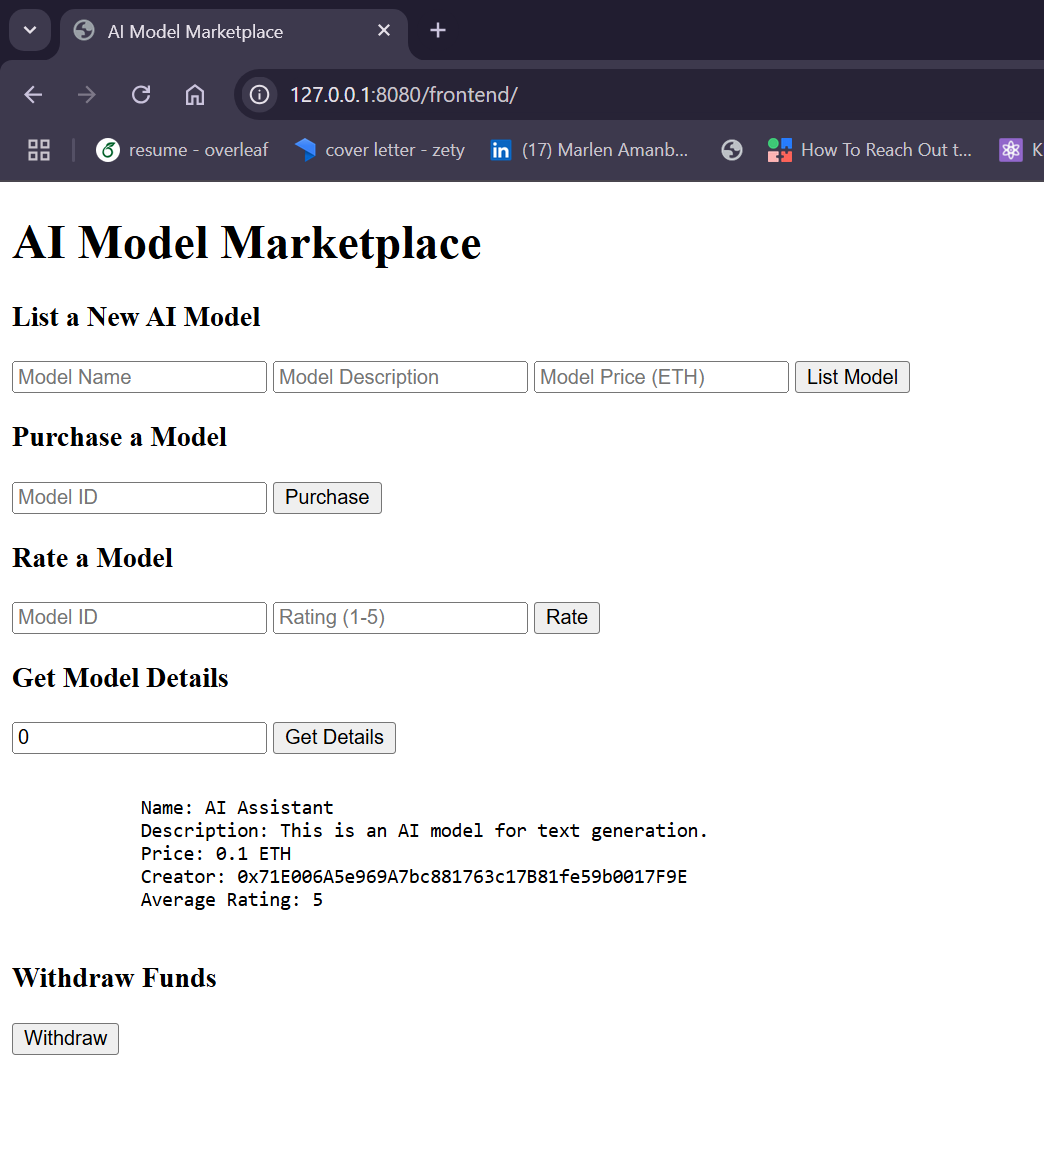 AI Model Marketplace
127.0.0.1:8080/frontend/
resume - overleaf cover letter - zety in (17) Marlen Amanb... How To Reach Out t... K
AI Model Marketplace
List a New AI Model
Model Name Model Description Model Price (ETH) List Model
Purchase a Model
Model ID Purchase
Rate a Model
Model ID Rating (1-5) Rate
Get Model Details
0 Get Details
Name: AI Assistant
Description: This is an AI model for text generation.
Price: 0.1 ETH
Creator: 0x71E006A5e969A7bc881763c17B81fe59b0017F9E
Average Rating: 5
Withdraw Funds
Withdraw